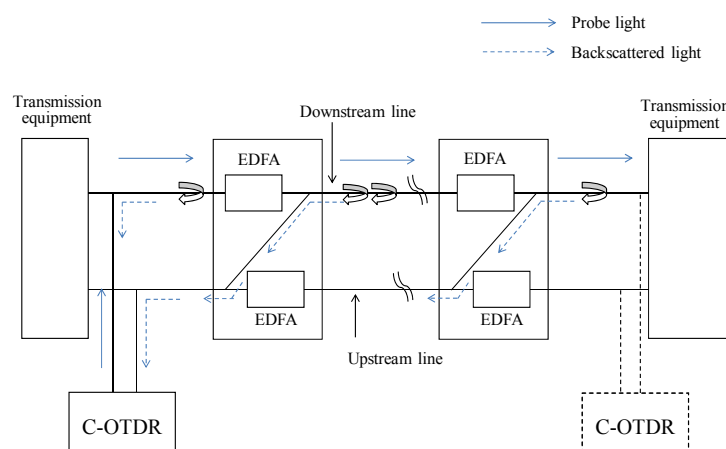 Probe light
Backscattered light
Transmission
equipment
Downstream line
Transmission
equipment
EDFA
EDFA
EDFA
EDFA
Upstream line
C-OTDR
C-OTDR